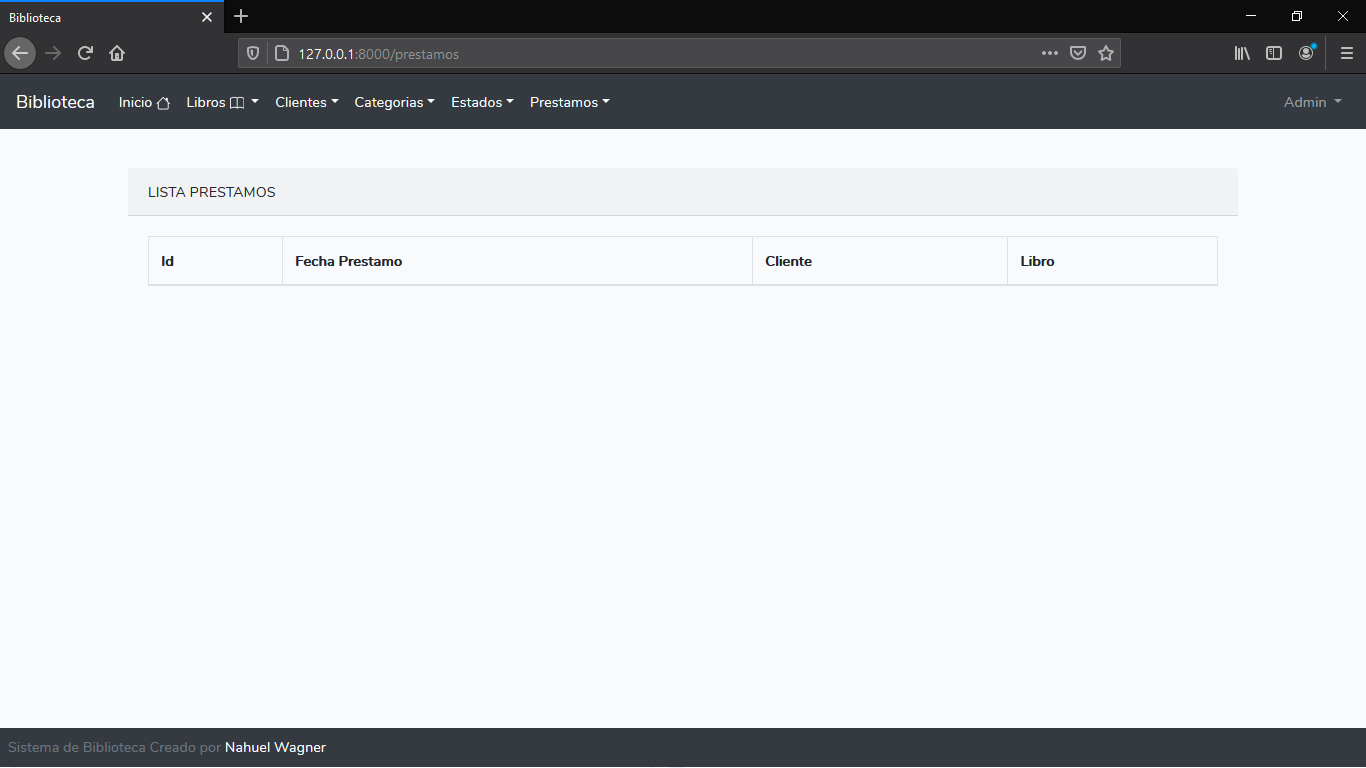 Biblioteca
127.0.0.1:8000/prestamos
Biblioteca Inicio Libros Clientes Categorias Estados Prestamos Admin
LISTA PRESTAMOS
Id Fecha Prestamo Cliente Libro
Sistema de Biblioteca Creado por Nahuel Wagner